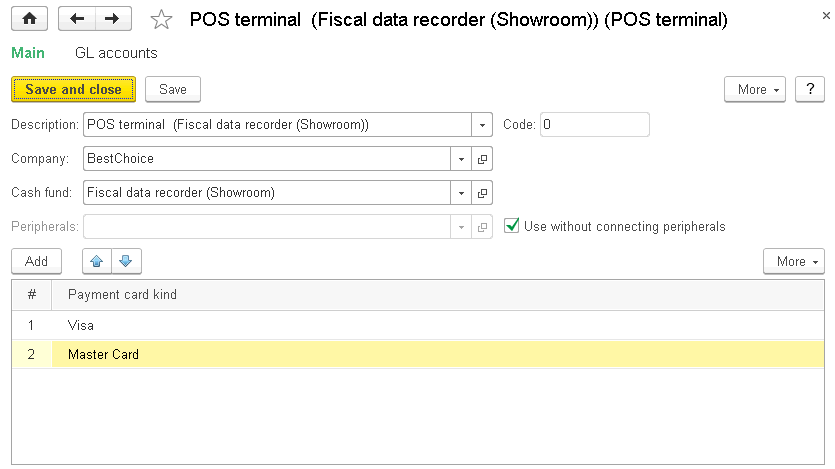 POS terminal  (Fiscal data recorder (Showroom)) (POS terminal)
Main GL accounts
Save and close Save More ?
Description: POS terminal  (Fiscal data recorder (Showroom)) Code: 0
Company: BestChoice
Cash fund: Fiscal data recorder (Showroom)
Peripherals: Use without connecting peripherals
Add More
# Payment card kind
1 Visa
2 Master Card